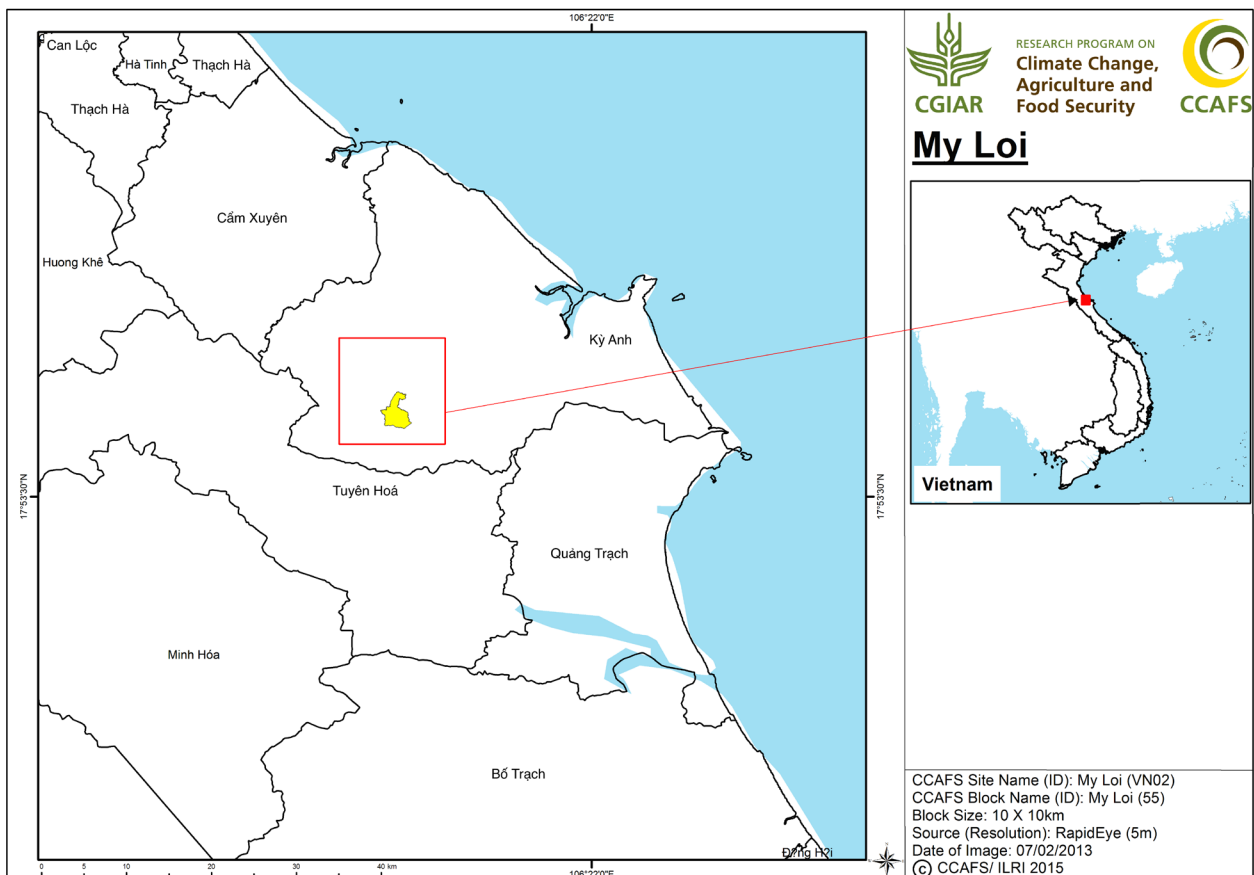 106°22'0"E
Can Lộc
Hà Tinh
Thạch Hà
Thạch Hà
Cẩm Xuyên
Huong Khê
Kỳ Anh
17°53'30"N
17°53'30"N
Tuyên Hoá
Quảng Trạch
Minh Hóa
Bố Trạch
Đ?ng H?i
0 5 10 20 30 40 km
106°22'0"E
CGIAR
RESEARCH PROGRAM ON
Climate Change,
Agriculture and
Food Security
CCAFS
My Loi
Vietnam
CCAFS Site Name (ID): My Loi (VN02)
CCAFS Block Name (ID): My Loi (55)
Block Size: 10 X 10km
Source (Resolution): RapidEye (5m)
Date of Image: 07/02/2013
© CCAFS/ ILRI 2015